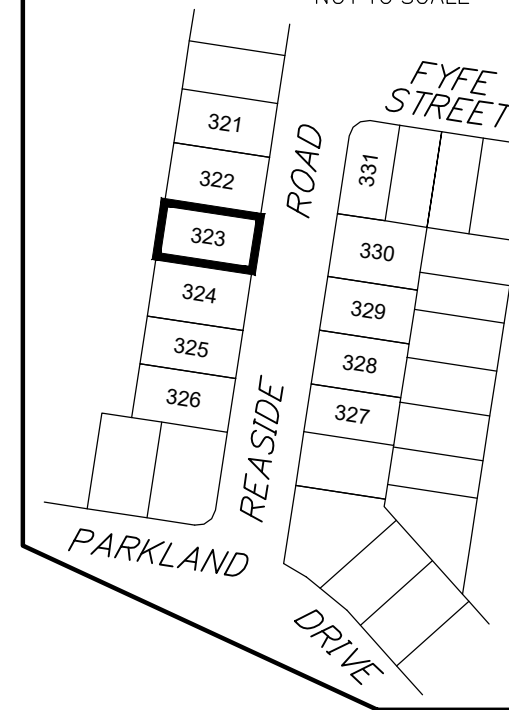 NOT TO SCALE
FYFE
STREET
321
322
323
324
325
326
ROAD
REASIDE
331
330
329
328
327
PARKLAND
DRIVE